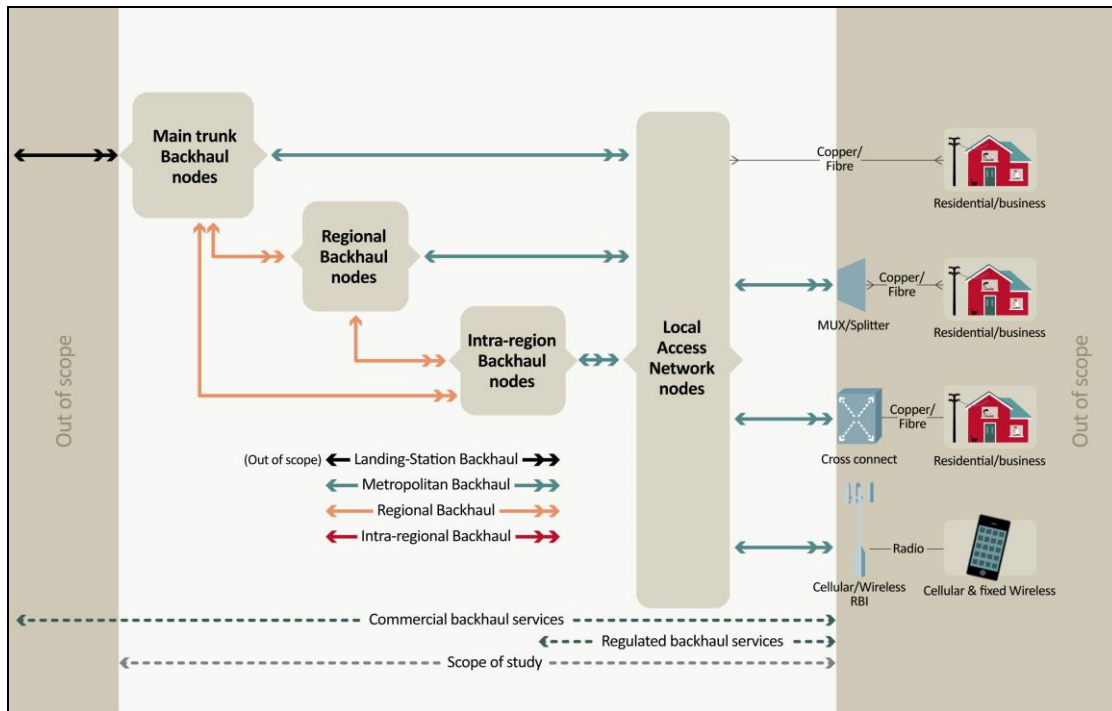 Main trunk
Backhaul
nodes
Copper/
Fibre
Residential/business
Regional
Backhaul
nodes
Copper/
Fibre
MUX/Splitter
Residential/business
Intra-region
Backhaul
nodes
Local
Access
Network
nodes
Copper/
Fibre
Cross connect
Residential/business
Out of scope
Out of scope
(Out of scope)
Landing-Station Backhaul
Metropolitan Backhaul
Regional Backhaul
Intra-regional Backhaul
Radio
Cellular/Wireless
RBI
Cellular & fixed Wireless
Commercial backhaul services
Regulated backhaul services
Scope of study